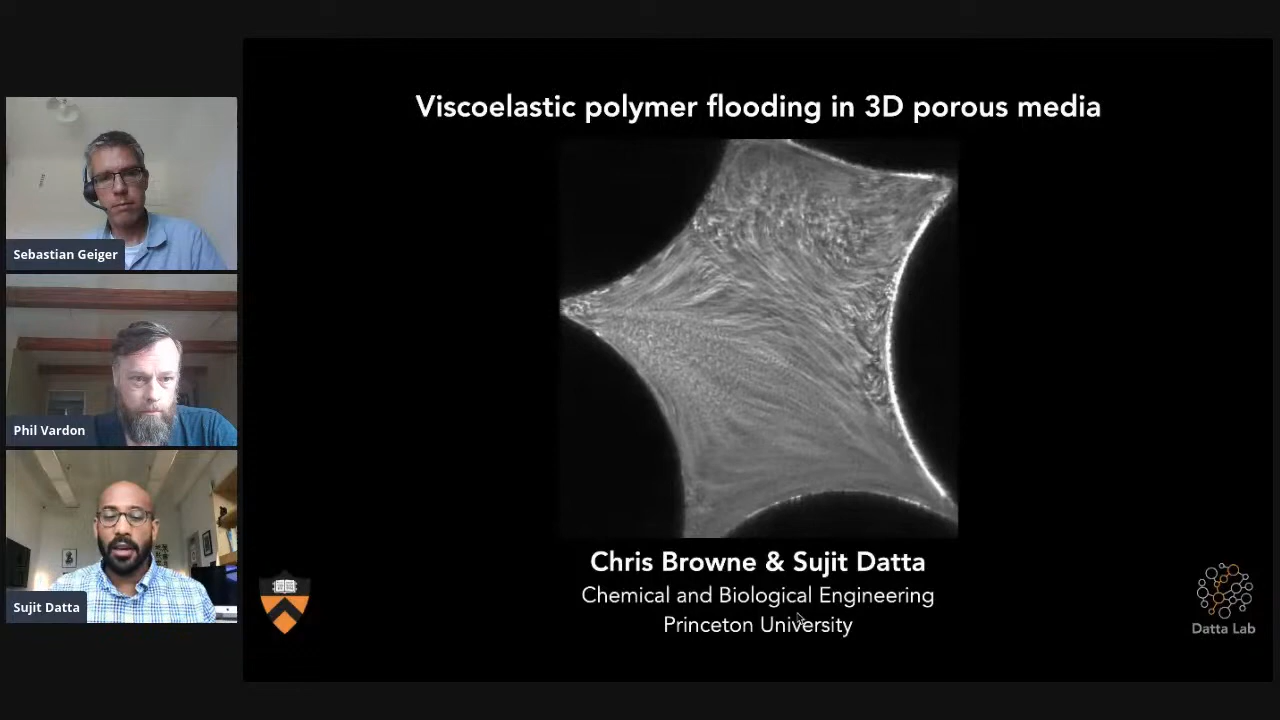 Viscoelastic polymer flooding in 3D porous media
Sebastian Geiger
Phil Vardon
Sujit Datta
Chris Browne & Sujit Datta
Chemical and Biological Engineering
Princeton University
Datta Lab